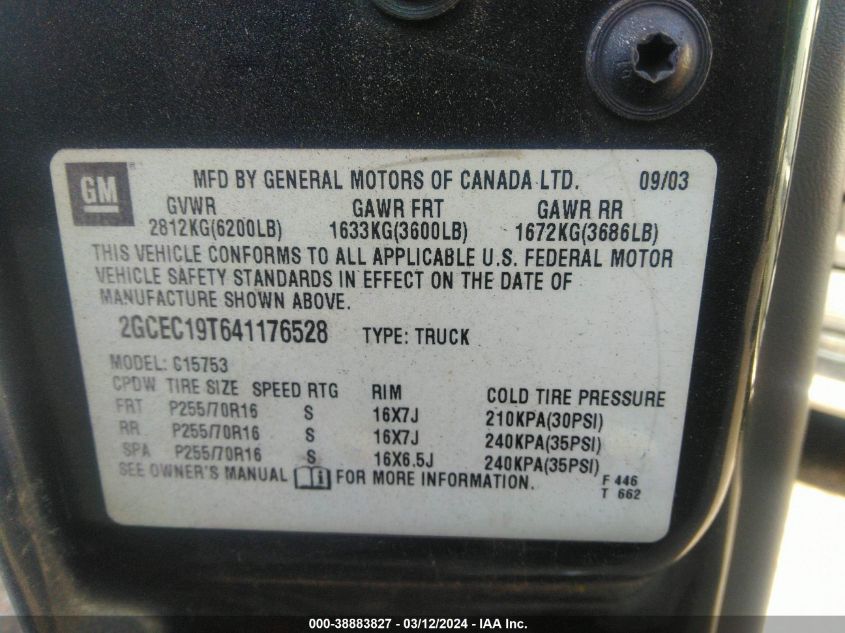 GM
MFD BY GENERAL MOTORS OF CANADA LTD. 09/03
GVWR GAWR FRT GAWR RR
2812KG(6200LB) 1633KG(3600LB) 1672KG(3686LB)
THIS VEHICLE CONFORMS TO ALL APPLICABLE U.S. FEDERAL MOTOR
VEHICLE SAFETY STANDARDS IN EFFECT ON THE DATE OF
MANUFACTURE SHOWN ABOVE.
2GCEC19T641176528 TYPE: TRUCK
MODEL: C15753
CPDW TIRE SIZE SPEED RTG RIM COLD TIRE PRESSURE
FRT P255/70R16 S 16X7J 210KPA(30PSI)
RR P255/70R16 S 16X7J 240KPA(35PSI)
SPA P255/70R16 S 16X6.5J 240KPA(35PSI)
SEE OWNER'S MANUAL i FOR MORE INFORMATION. F 446
T 662
000-38883827 - 03/12/2024 - IAA Inc.